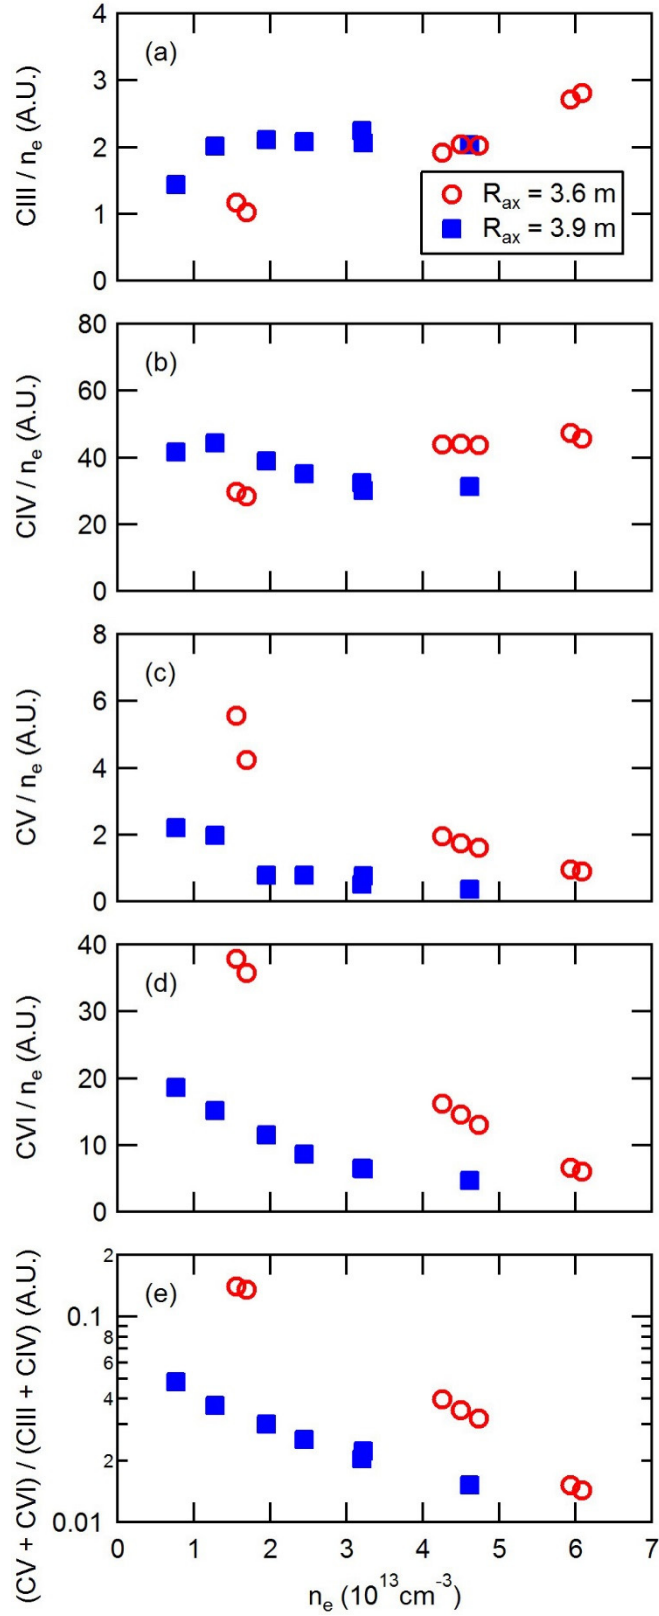 4
(a)
3
2
1
0
CIII / nₑ (A.U.)
R_ax = 3.6 m
R_ax = 3.9 m
80
(b)
60
40
20
0
CIV / nₑ (A.U.)
8
(c)
6
4
2
0
CV / nₑ (A.U.)
40
(d)
30
20
10
0
CVI / nₑ (A.U.)
2
(e)
0.1
8
6
4
2
0.01
(CV + CVI) / (CIII + CIV) (A.U.)
0 1 2 3 4 5 6 7
nₑ (10¹³cm⁻³)